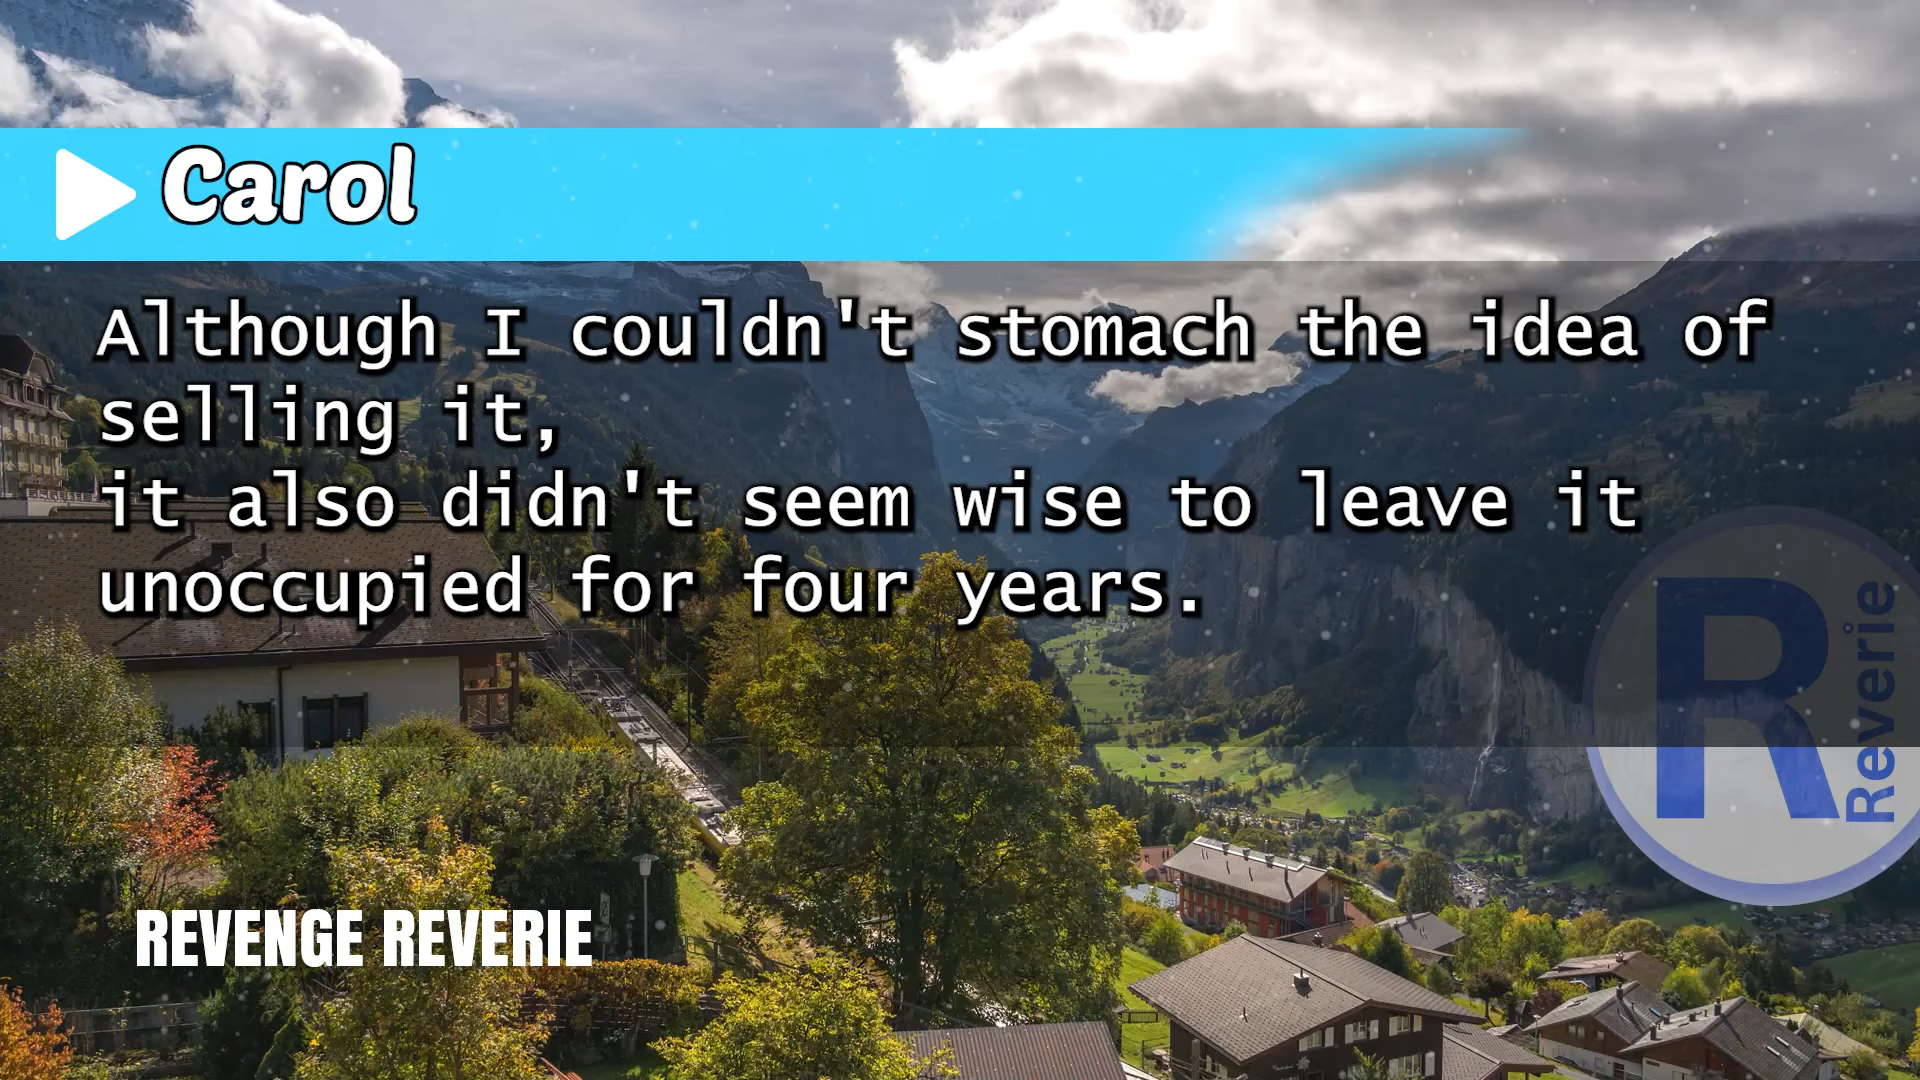 Carol
Although I couldn't stomach the idea of
selling it,
it also didn't seem wise to leave it
unoccupied for four years.
R
Reverie
REVENGE REVERIE